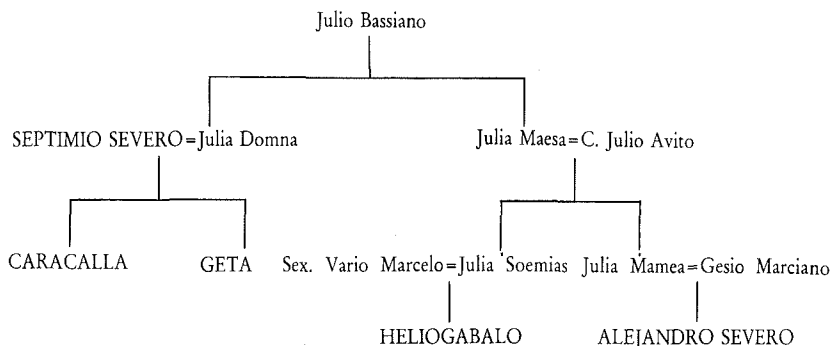 Julio Bassiano
SEPTIMIO SEVERO=Julia Domna Julia Maesa=C. Julio Avito
CARACALLA GETA Sex. Vario Marcelo=Julia Soemias Julia Mamea=Gesio Marciano
HELIOGABALO ALEJANDRO SEVERO